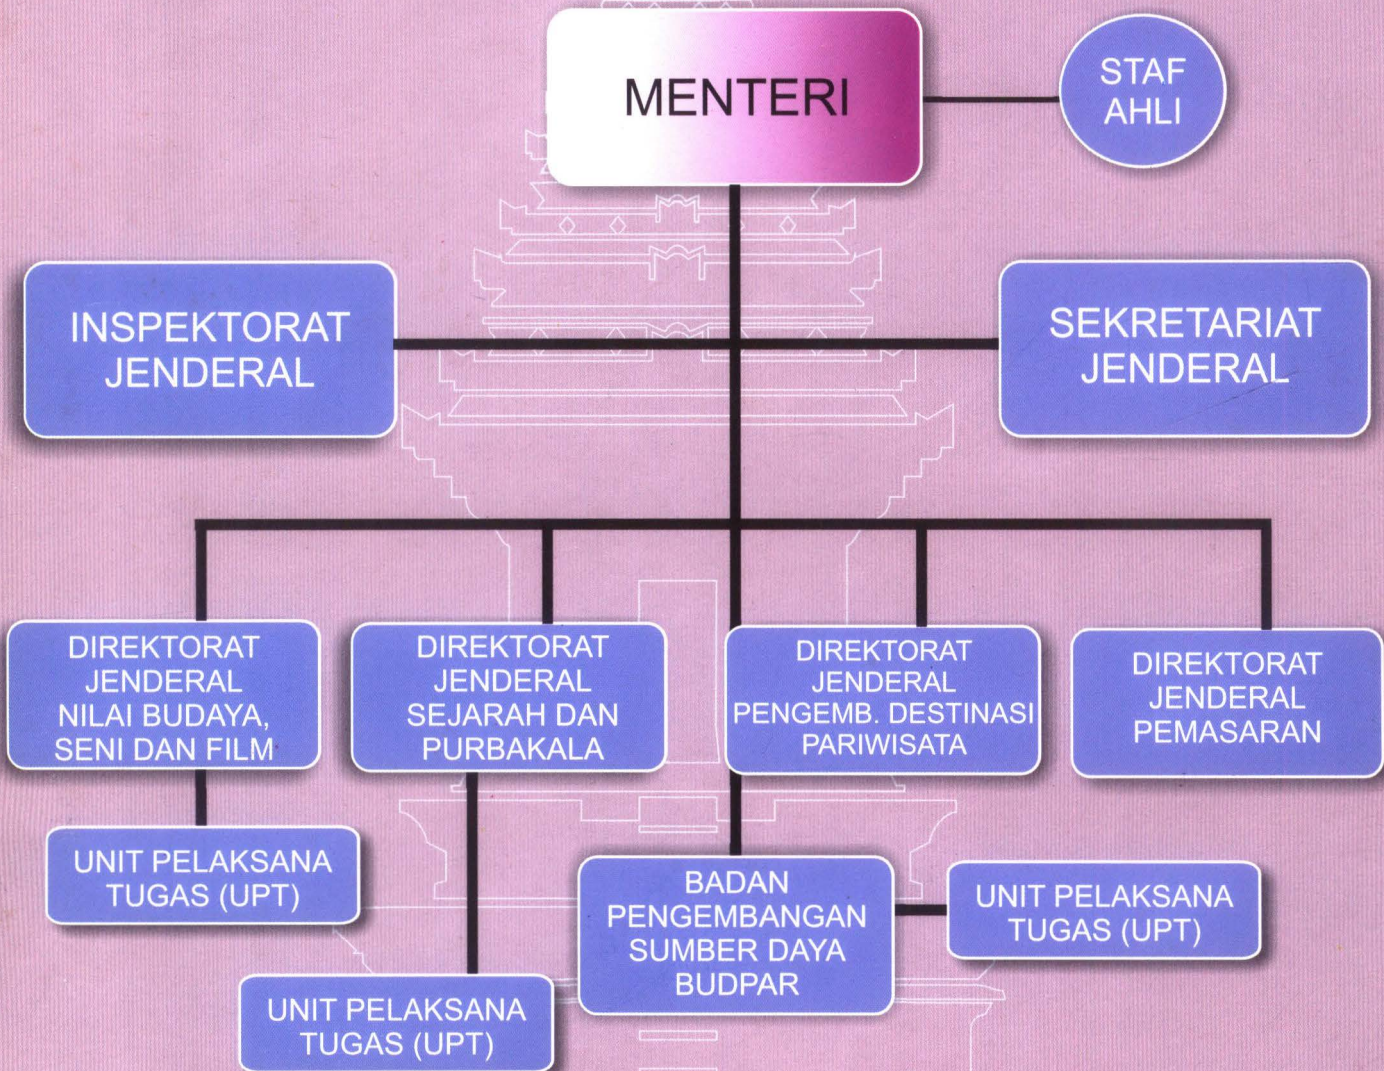 MENTERI
STAF
AHLI
INSPEKTORAT
JENDERAL
SEKRETARIAT
JENDERAL
DIREKTORAT
JENDERAL
NILAI BUDAYA,
SENI DAN FILM
DIREKTORAT
JENDERAL
SEJARAH DAN
PURBAKALA
DIREKTORAT
JENDERAL
PENGEMB. DESTINASI
PARIWISATA
DIREKTORAT
JENDERAL
PEMASARAN
UNIT PELAKSANA
TUGAS (UPT)
UNIT PELAKSANA
TUGAS (UPT)
BADAN
PENGEMBANGAN
SUMBER DAYA
BUDPAR
UNIT PELAKSANA
TUGAS (UPT)